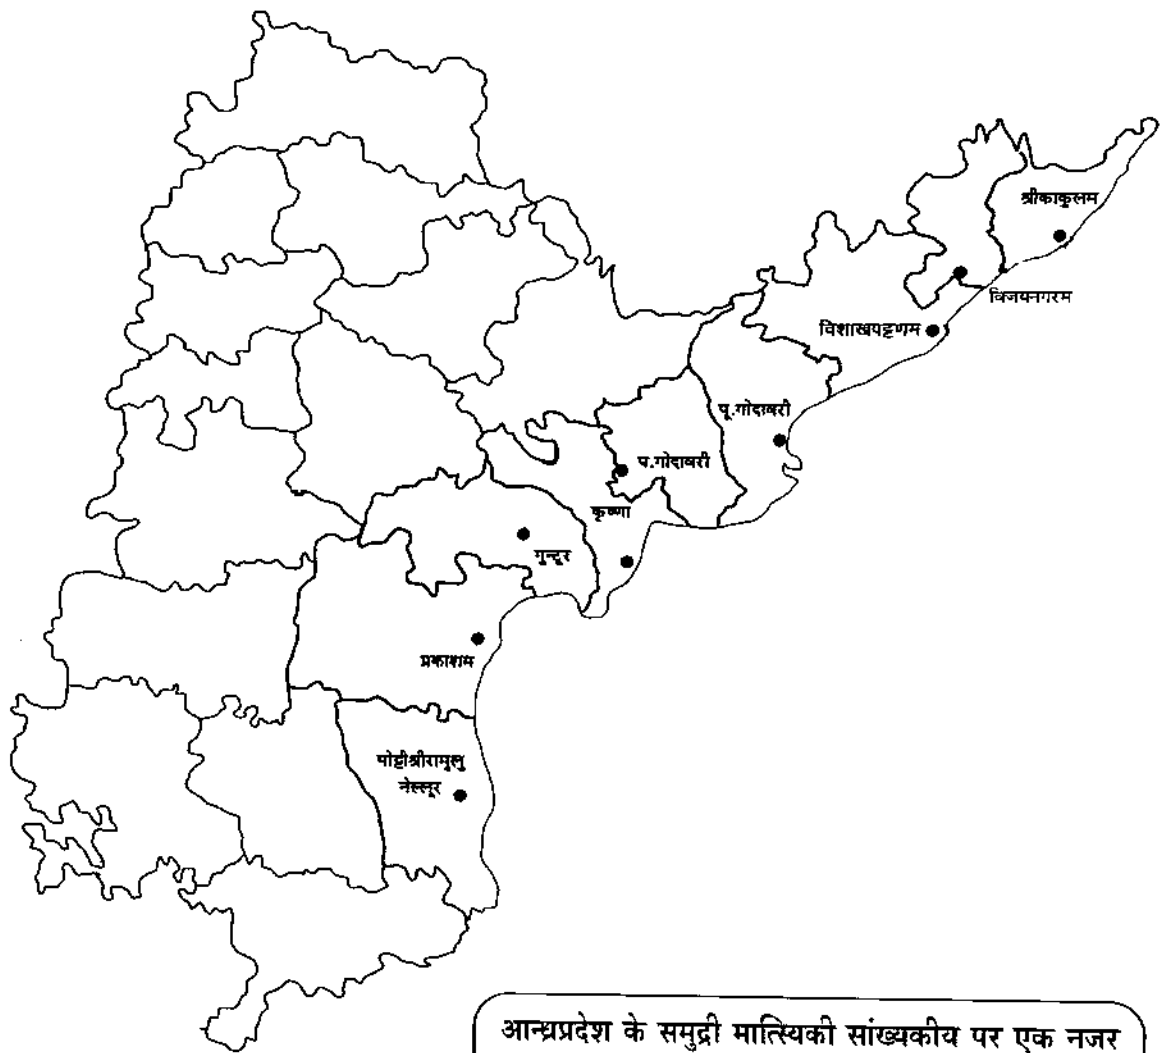 श्रीकाकुलम
विजयनगरम
विशाखपट्टणम
पू.गोदावरी
प.गोदावरी
कृष्णा
गुन्टूर
प्रकाशम
पोट्टीश्रीरामुलु
नेल्लूर
आन्ध्रप्रदेश के समुद्री मात्स्यिकी सांख्यकीय पर एक नजर